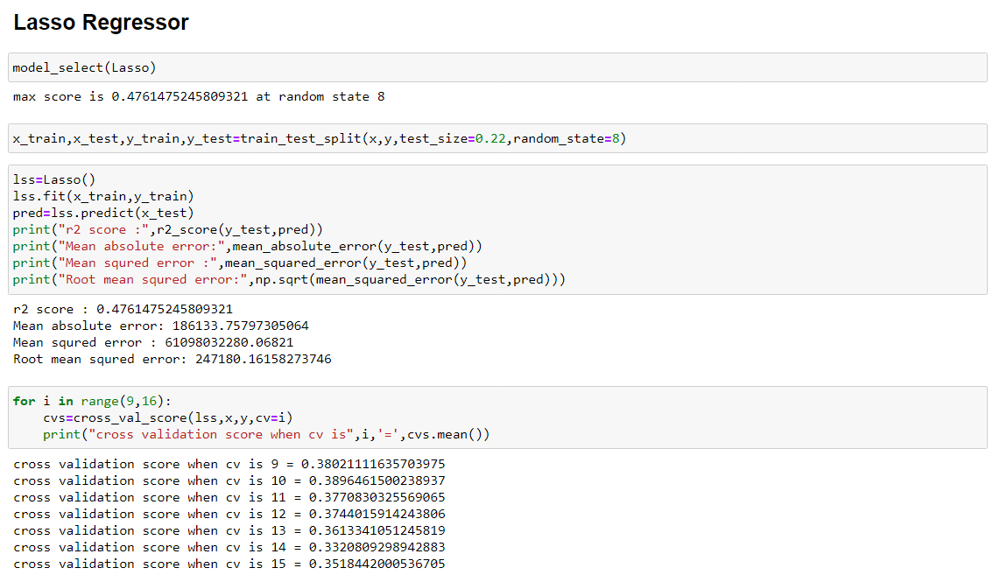 Lasso Regressor
model_select(Lasso)
max score is 0.4761475245809321 at random state 8
x_train,x_test,y_train,y_test=train_test_split(x,y,test_size=0.22,random_state=8)
lss=Lasso()
lss.fit(x_train,y_train)
pred=lss.predict(x_test)
print("r2 score :",r2_score(y_test,pred))
print("Mean absolute error:",mean_absolute_error(y_test,pred))
print("Mean squred error :",mean_squared_error(y_test,pred))
print("Root mean squred error:",np.sqrt(mean_squared_error(y_test,pred)))
r2 score : 0.4761475245809321
Mean absolute error: 186133.75797305064
Mean squred error : 61098032280.06821
Root mean squred error: 247180.16158273746
for i in range(9,16):
    cvs=cross_val_score(lss,x,y,cv=i)
    print("cross validation score when cv is",i,'=',cvs.mean())
cross validation score when cv is 9 = 0.38021111635703975
cross validation score when cv is 10 = 0.3896461500238937
cross validation score when cv is 11 = 0.3770830325569065
cross validation score when cv is 12 = 0.3744015914243806
cross validation score when cv is 13 = 0.3613341051245819
cross validation score when cv is 14 = 0.3320809298942883
cross validation score when cv is 15 = 0.3518442000536705